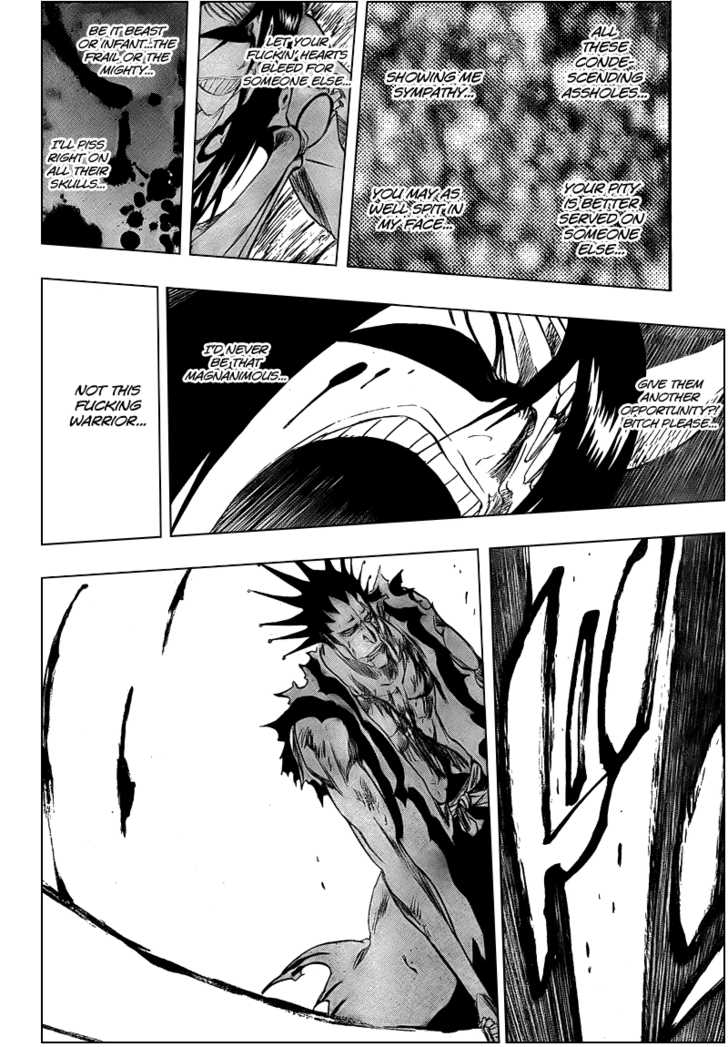 ALL
THESE
CONDE-
SCENDING
ASSHOLES...
SHOWING ME
SYMPATHY...
YOUR PITY
IS BETTER
SERVED ON
SOMEONE
ELSE...
YOU MAY AS
WELL SPIT IN
MY FACE...
LET YOUR
FUCKIN' HEARTS
BLEED FOR
SOMEONE ELSE...
BE IT BEAST
OR INFANT...THE
FRAIL OR THE
MIGHTY...
I'LL PISS
RIGHT ON
ALL THEIR
SKULLS...
GIVE THEM
ANOTHER
OPPORTUNITY?
BITCH PLEASE...
I'D NEVER
BE THAT
MAGNANIMOUS...
NOT THIS
FUCKING
WARRIOR...